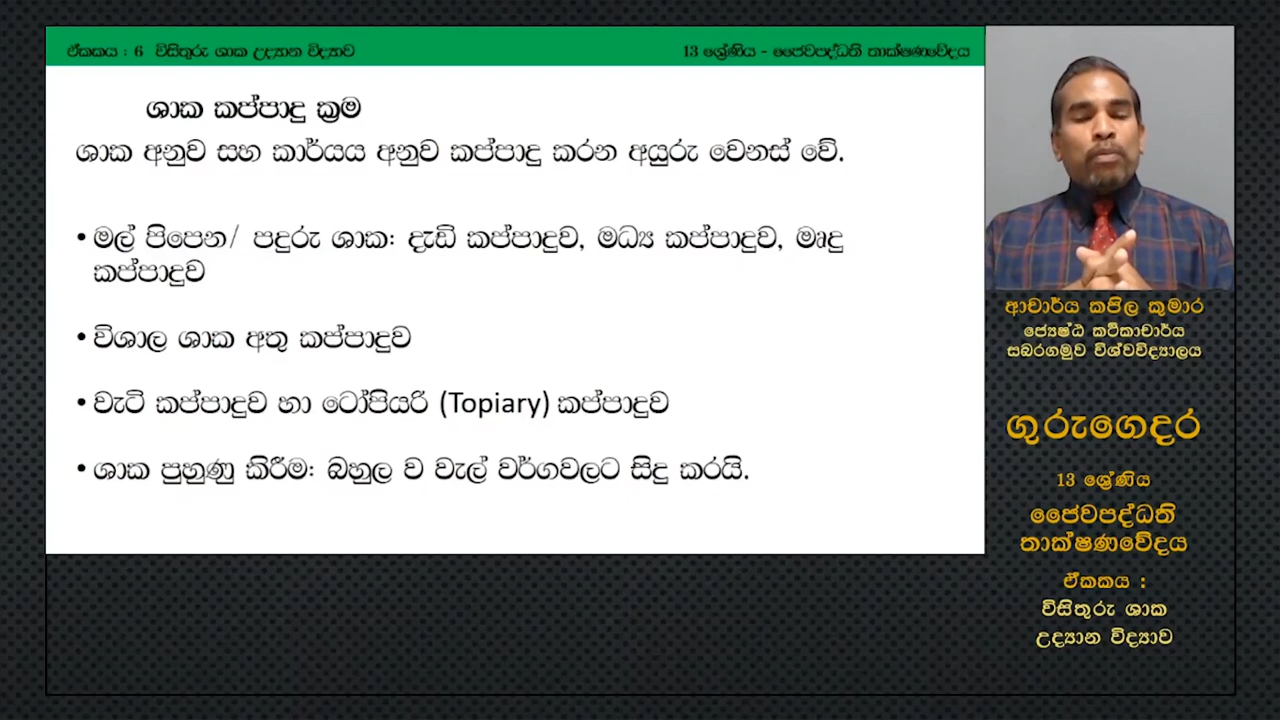 ඒකකය : 6 විසිතුරු ශාක උද්‍යාන විද්‍යාව
13 ශ්‍රේණිය - ජෛවපද්ධති තාක්ෂණවේදය
ශාක කප්පාදු ක්‍රම
ශාක අනුව සහ කාර්යය අනුව කප්පාදු කරන අයුරු වෙනස් වේ.
• මල් පිපෙන/ පඳුරු ශාක: දැඩි කප්පාදුව, මධ්‍ය කප්පාදුව, මෘදු
කප්පාදුව
• විශාල ශාක අතු කප්පාදුව
• වැටි කප්පාදුව හා ටෝපියරි (Topiary) කප්පාදුව
• ශාක පුහුණු කිරීම: බහුල ව වැල් වර්ගවලට සිදු කරයි.
ආචාර්ය කපිල කුමාර
ජ්‍යෙෂ්ඨ කථිකාචාර්ය
සබරගමුව විශ්වවිද්‍යාලය
ගුරුගෙදර
13 ශ්‍රේණිය
ජෛවපද්ධති
තාක්ෂණවේදය
ඒකකය :
විසිතුරු ශාක
උද්‍යාන විද්‍යාව